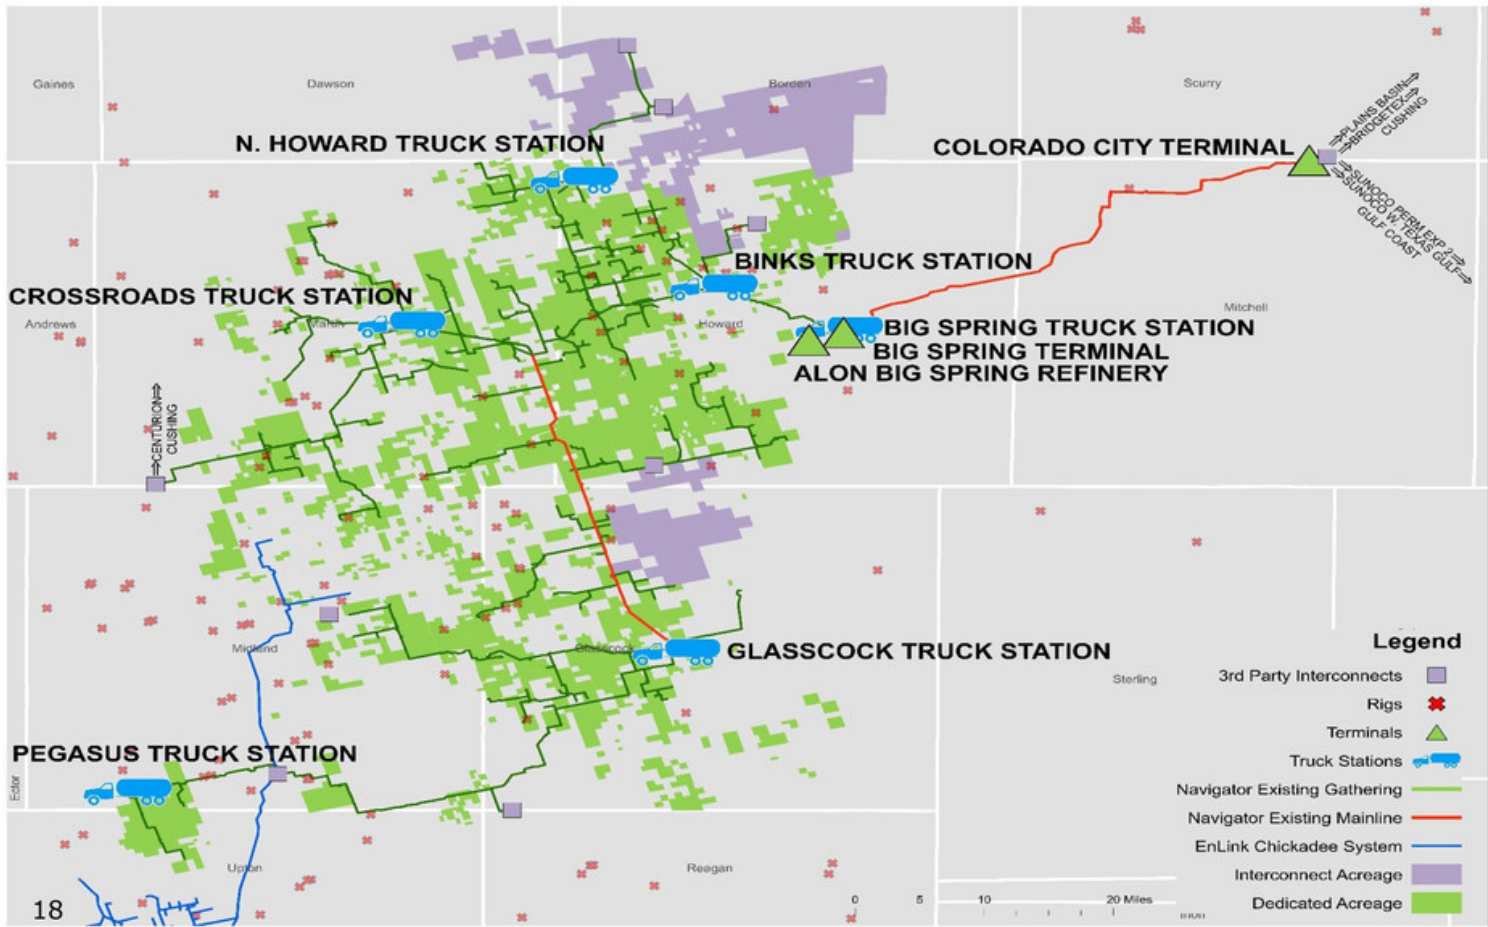 Gaines
Dawson
Borden
Scurry
⇒PLAINS BASIN⇒
⇒BRIDGETEX⇒
CUSHING
N. HOWARD TRUCK STATION
COLORADO CITY TERMINAL
⇒SUNOCO PERM EXP 2⇒
⇒SUNOCO W. TEXAS GULF⇒
GULF COAST
BINKS TRUCK STATION
CROSSROADS TRUCK STATION
Andrews
Martin
Howard
Mitchell
BIG SPRING TRUCK STATION
BIG SPRING TERMINAL
ALON BIG SPRING REFINERY
⇒CENTURION⇒
CUSHING
Midland
Glasscock
GLASSCOCK TRUCK STATION
Sterling
PEGASUS TRUCK STATION
Ector
Upton
Reagan
Legend
3rd Party Interconnects
Rigs
Terminals
Truck Stations
Navigator Existing Gathering
Navigator Existing Mainline
EnLink Chickadee System
Interconnect Acreage
Dedicated Acreage
0 5 10 20 Miles
18